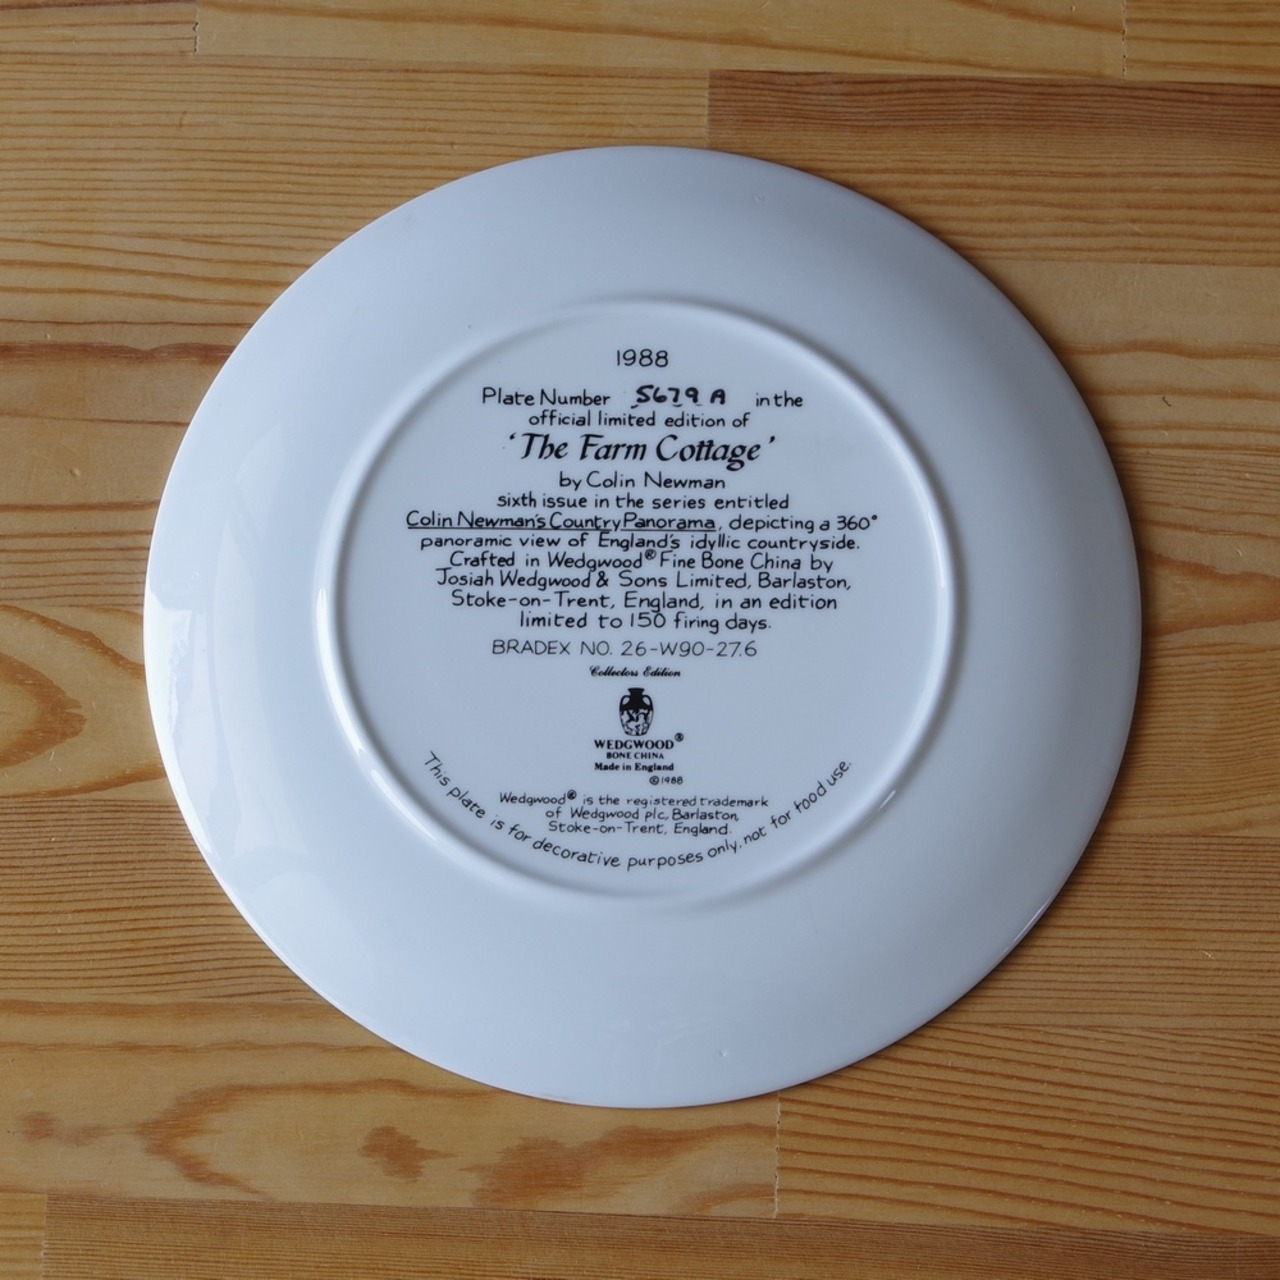 1988
Plate Number 5679 A in the
official limited edition of
‘The Farm Cottage’
by Colin Newman
sixth issue in the series entitled
Colin Newman's Country Panorama, depicting a 360°
panoramic view of England's idyllic countryside.
Crafted in Wedgwood® Fine Bone China by
Josiah Wedgwood & Sons Limited, Barlaston,
Stoke-on-Trent, England, in an edition
limited to 150 firing days.
BRADEX NO. 26-W90-27.6
Collectors Edition
WEDGWOOD®
BONE CHINA
Made in England
©1988
Wedgwood® is the registered trademark
of Wedgwood plc, Barlaston,
Stoke-on-Trent, England.
This plate is for decorative purposes only, not for food use.